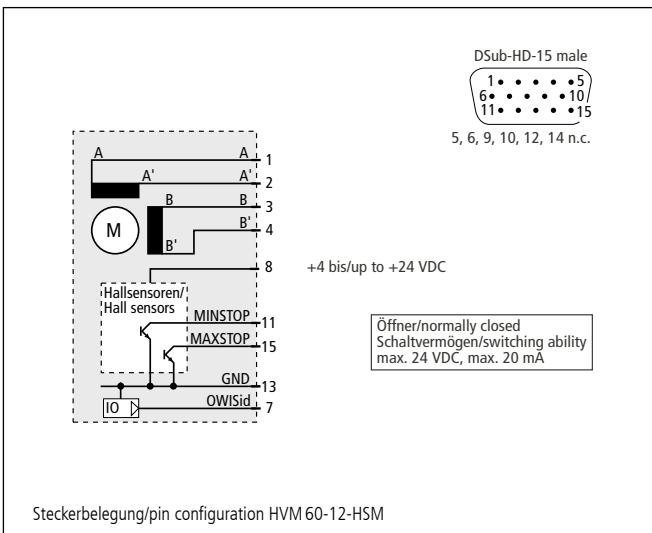 DSub-HD-15 male
1 5
6 10
11 15
5, 6, 9, 10, 12, 14 n.c.
A A 1
A' A' 2
B B 3
M
B' B' 4
8 +4 bis/up to +24 VDC
Hallsensoren/
Hall sensors
MINSTOP 11
MAXSTOP 15
Öffner/normally closed
Schaltvermögen/switching ability
max. 24 VDC, max. 20 mA
GND 13
IO OWISid 7
Steckerbelegung/pin configuration HVM 60-12-HSM